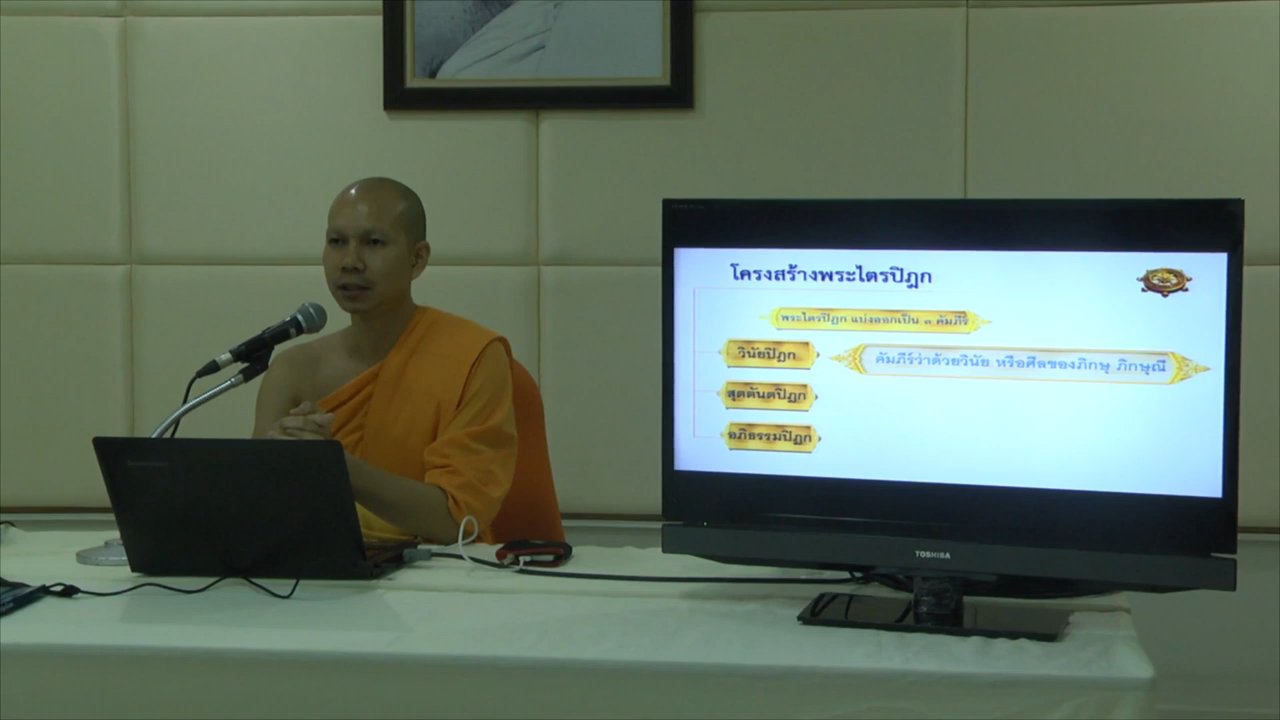 โครงสร้างพระไตรปิฎก
พระไตรปิฎก แบ่งออกเป็น ๓ คัมภีร์
วินัยปิฎก
คัมภีร์ว่าด้วยวินัย หรือศีลของภิกษุ ภิกษุณี
สุตตันตปิฎก
อภิธรรมปิฎก
TOSHIBA